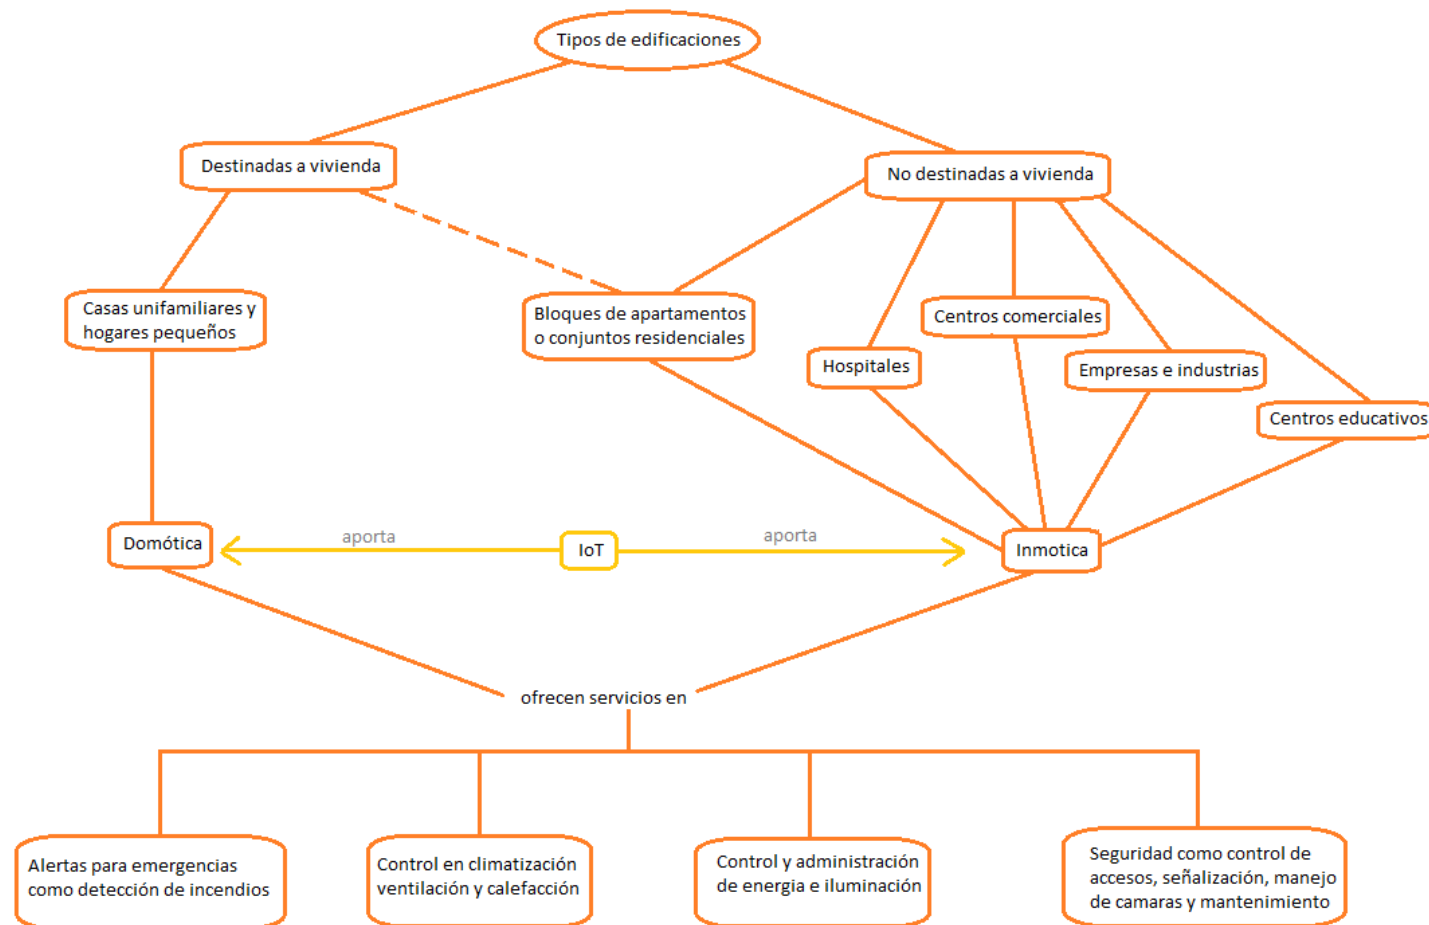 Tipos de edificaciones
Destinadas a vivienda
No destinadas a vivienda
Casas unifamiliares y
hogares pequeños
Bloques de apartamentos
o conjuntos residenciales
Hospitales
Centros comerciales
Empresas e industrias
Centros educativos
Domótica
aporta
IoT
aporta
Inmotica
ofrecen servicios en
Alertas para emergencias
como detección de incendios
Control en climatización
ventilación y calefacción
Control y administración
de energia e iluminación
Seguridad como control de
accesos, señalización, manejo
de camaras y mantenimiento